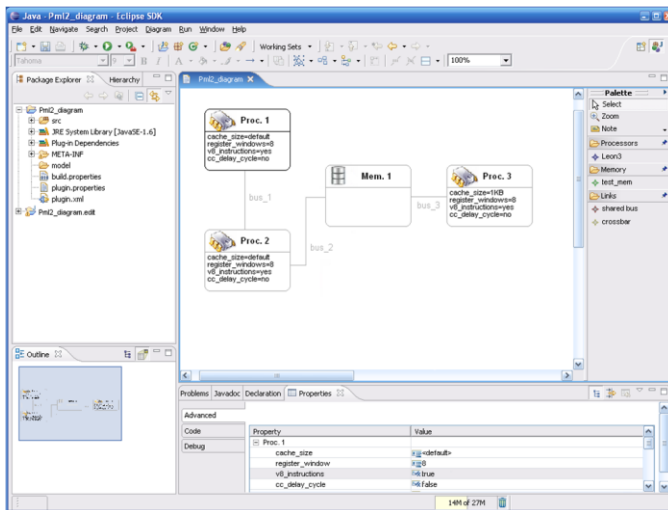 Java - Pml2_diagram - Eclipse SDK
File Edit Navigate Search Project Diagram Run Window Help
Working Sets
Tahoma 9 B I A 100%
Package Explorer Hierarchy
Pml2_diagram
src
JRE System Library [JavaSE-1.6]
Plug-in Dependencies
META-INF
model
build.properties
plugin.properties
plugin.xml
Pml2_diagram.edit
Pml2_diagram
Proc. 1
cache_size=default
register_windows=8
v8_instructions=yes
cc_delay_cycle=no
bus_1
Mem. 1
bus_3
Proc. 3
cache_size=1KB
register_windows=8
v8_instructions=yes
cc_delay_cycle=no
Proc. 2
cache_size=default
register_windows=8
v8_instructions=yes
cc_delay_cycle=no
bus_2
Palette
Select
Zoom
Note
Processors
Leon3
Memory
test_mem
Links
shared bus
crossbar
Outline
Problems Javadoc Declaration Properties
Advanced
Code
Debug
Property Value
Proc. 1
cache_size <default>
register_window 8
v8_instructions true
cc_delay_cycle false
14M of 27M